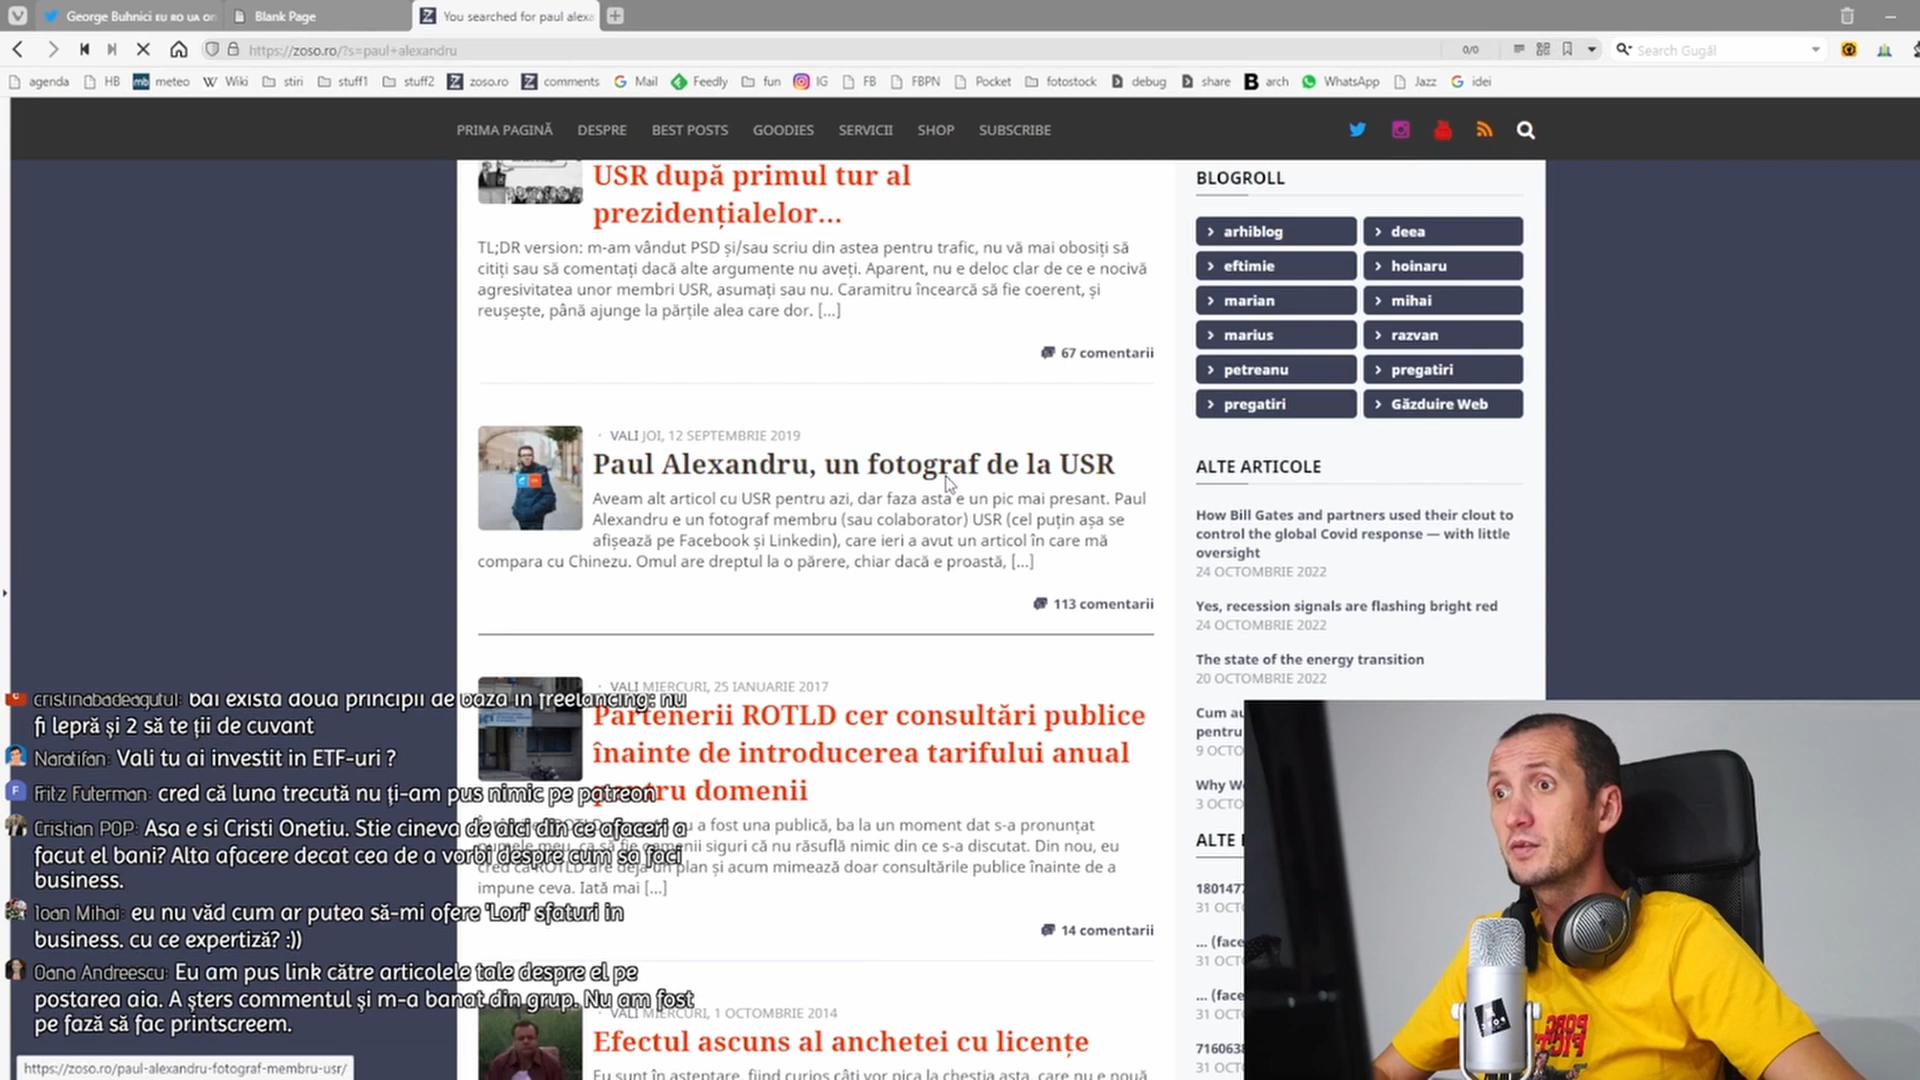 George Buhnici EU RO UA on
Blank Page
You searched for paul alexa
https://zoso.ro/?s=paul+alexandru
0/0
Search Gugăl
agenda HB meteo Wiki stiri stuff1 stuff2 zoso.ro comments Mail Feedly fun IG FB FBPN Pocket fotostock debug share arch WhatsApp Jazz idei
PRIMA PAGINĂ DESPRE BEST POSTS GOODIES SERVICII SHOP SUBSCRIBE
USR după primul tur al
prezidențialelor...
TL;DR version: m-am vândut PSD și/sau scriu din astea pentru trafic, nu vă mai obosiți să
citiți sau să comentați dacă alte argumente nu aveți. Aparent, nu e deloc clar de ce e nocivă
agresivitatea unor membri USR, asumați sau nu. Caramitru încearcă să fie coerent, și
reușește, până ajunge la părțile alea care dor. [...]
67 comentarii
VALI JOI, 12 SEPTEMBRIE 2019
Paul Alexandru, un fotograf de la USR
Aveam alt articol cu USR pentru azi, dar faza asta e un pic mai presant. Paul
Alexandru e un fotograf membru (sau colaborator) USR (cel puțin așa se
afișează pe Facebook și Linkedin), care ieri a avut un articol în care mă
compara cu Chinezu. Omul are dreptul la o părere, chiar dacă e proastă, [...]
113 comentarii
VALI MIERCURI, 25 IANUARIE 2017
Partenerii ROTLD cer consultări publice
înainte de introducerea tarifului anual
pentru domenii
u a fost una publică, ba la un moment dat s-a pronunțat
numele meu, ca să fie oamenii siguri că nu răsuflă nimic din ce s-a discutat. Din nou, eu
cred că ROTLD are deja un plan și acum mimează doar consultările publice înainte de a
impune ceva. Iată mai [...]
14 comentarii
VALI MIERCURI, 1 OCTOMBRIE 2014
Efectul ascuns al anchetei cu licențe
Eu sunt în așteptare, fiind curios câți vor pica la chestia asta, care nu e nouă
BLOGROLL
arhiblog deea
eftimie hoinaru
marian mihai
marius razvan
petreanu pregatiri
pregatiri Găzduire Web
ALTE ARTICOLE
How Bill Gates and partners used their clout to
control the global Covid response — with little
oversight
24 OCTOMBRIE 2022
Yes, recession signals are flashing bright red
24 OCTOMBRIE 2022
The state of the energy transition
20 OCTOMBRIE 2022
Cum au
pentru
9 OCTO
Why We
3 OCTO
ALTE
180147
31 OCT
... (face
31 OCT
... (face
31 OCT
716063
31 OCT
cristinabadeagutul: bai exista doua principii de baza in freelancing: nu
fi lepră și 2 să te ții de cuvant
Naratifan: Vali tu ai investit in ETF-uri ?
Fritz Futerman: cred că luna trecută nu ți-am pus nimic pe patreon
Cristian POP: Asa e si Cristi Onetiu. Stie cineva de aici din ce afaceri a
facut el bani? Alta afacere decat cea de a vorbi despre cum sa faci
business.
Ioan Mihai: eu nu văd cum ar putea să-mi ofere 'Lori' sfaturi in
business. cu ce expertiză? :))
Oana Andreescu: Eu am pus link către articolele tale despre el pe
postarea aia. A șters commentul și m-a banat din grup. Nu am fost
pe fază să fac printscreem.
https://zoso.ro/paul-alexandru-fotograf-membru-usr/